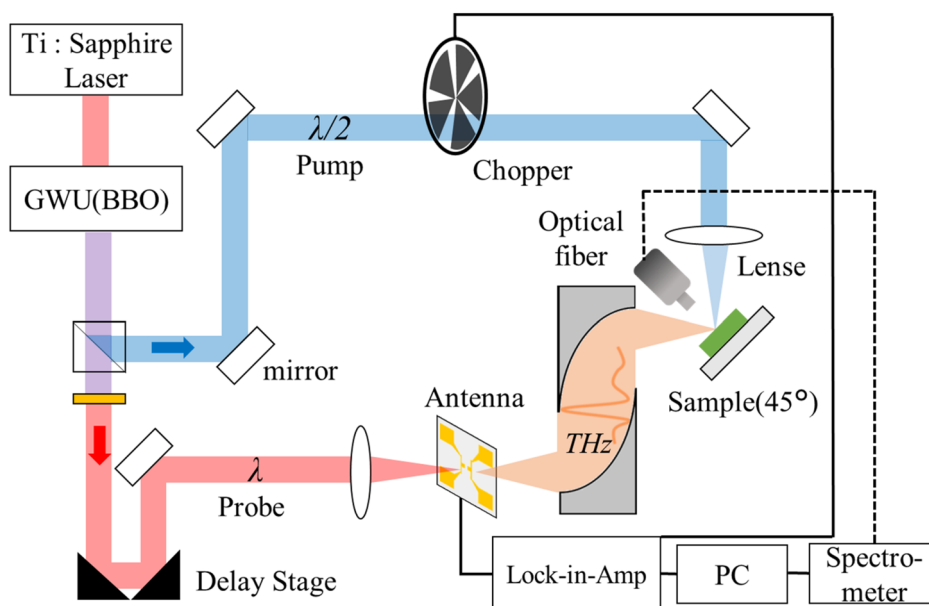 Ti : Sapphire
Laser
GWU(BBO)
λ/2
Pump
Chopper
Optical
fiber
Lense
mirror
Sample(45°)
Antenna
THz
λ
Probe
Delay Stage
Lock-in-Amp
PC
Spectro-
meter